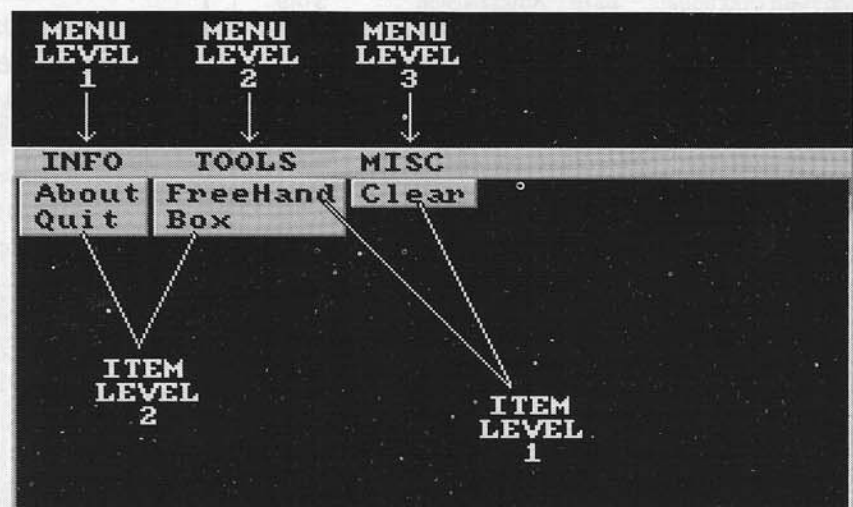 MENU LEVEL 1
MENU LEVEL 2
MENU LEVEL 3
INFO TOOLS MISC
About FreeHand Clear
Quit Box
ITEM LEVEL 2
ITEM LEVEL 1